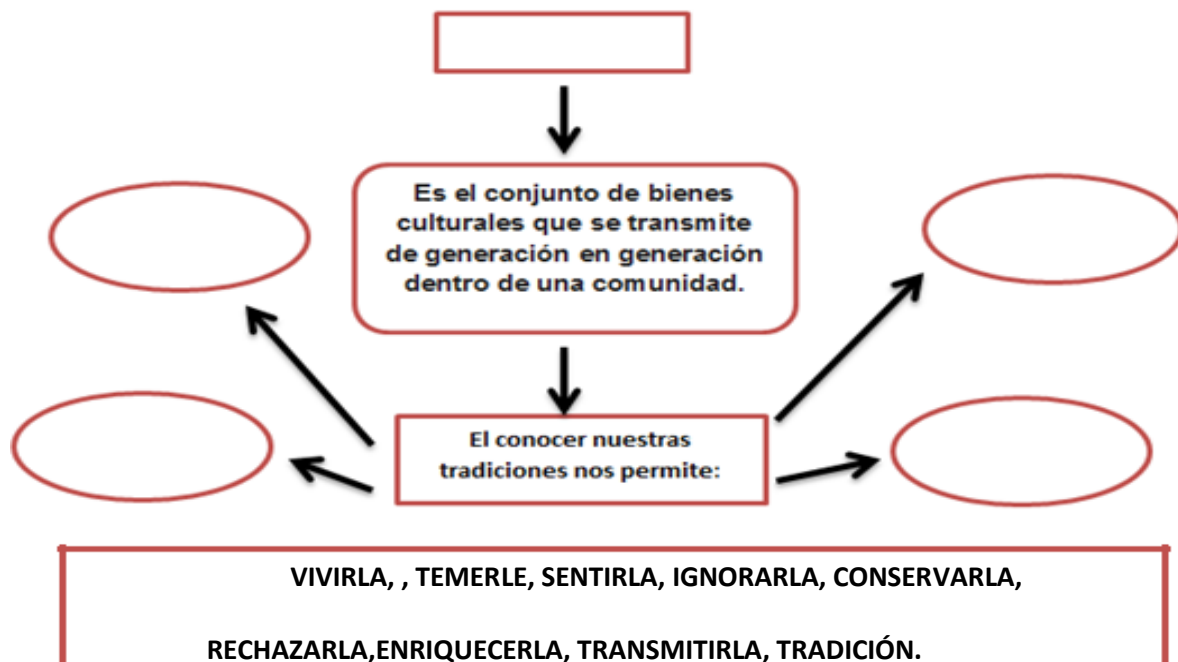 Es el conjunto de bienes
culturales que se transmite
de generación en generación
dentro de una comunidad.
El conocer nuestras
tradiciones nos permite:
VIVIRLA, , TEMERLE, SENTIRLA, IGNORARLA, CONSERVARLA,
RECHAZARLA,ENRIQUECERLA, TRANSMITIRLA, TRADICIÓN.